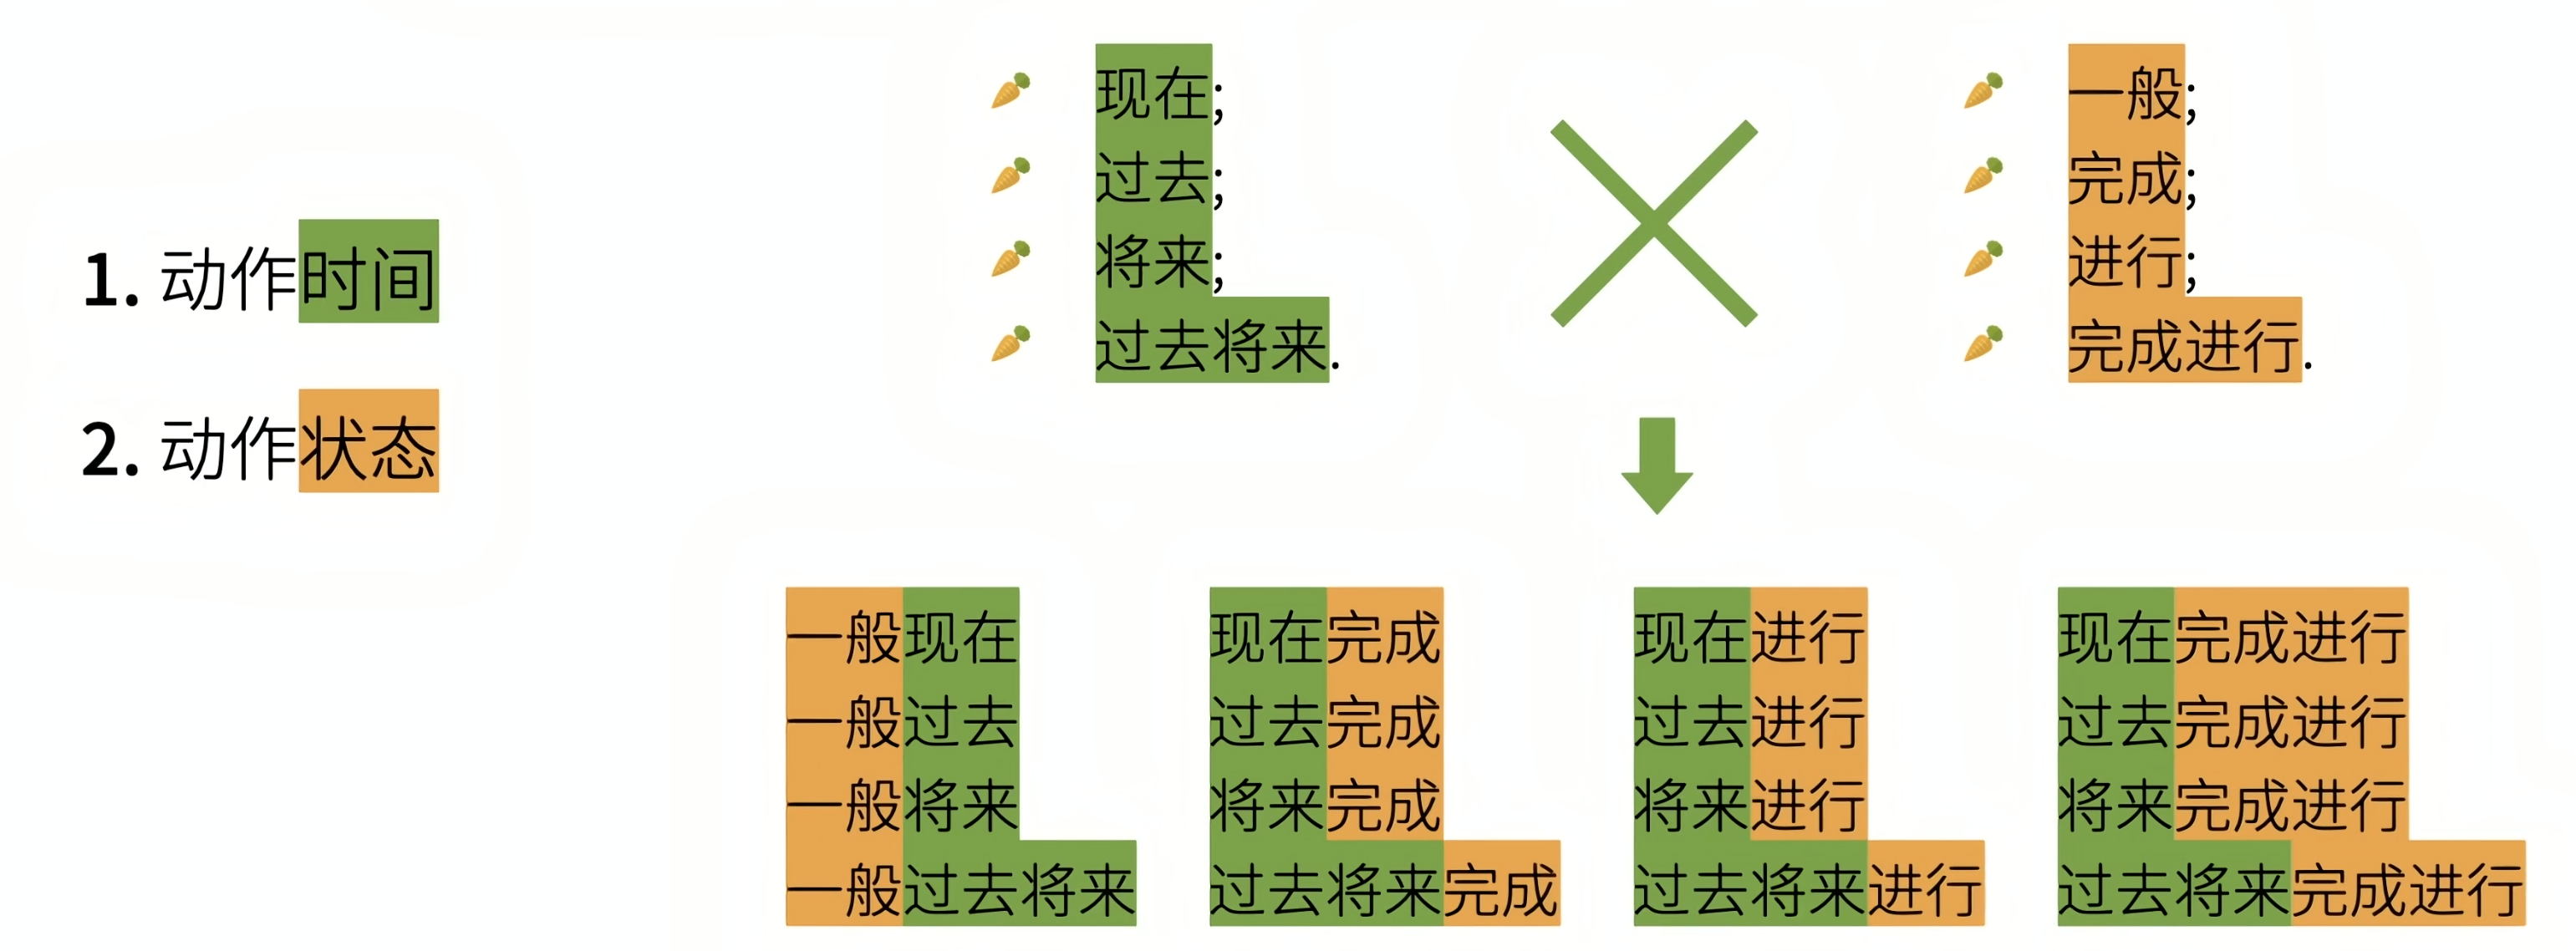 1. 动作时间
2. 动作状态
现在;
过去;
将来;
过去将来.
一般;
完成;
进行;
完成进行.
一般现在
一般过去
一般将来
一般过去将来
现在完成
过去完成
将来完成
过去将来完成
现在进行
过去进行
将来进行
过去将来进行
现在完成进行
过去完成进行
将来完成进行
过去将来完成进行